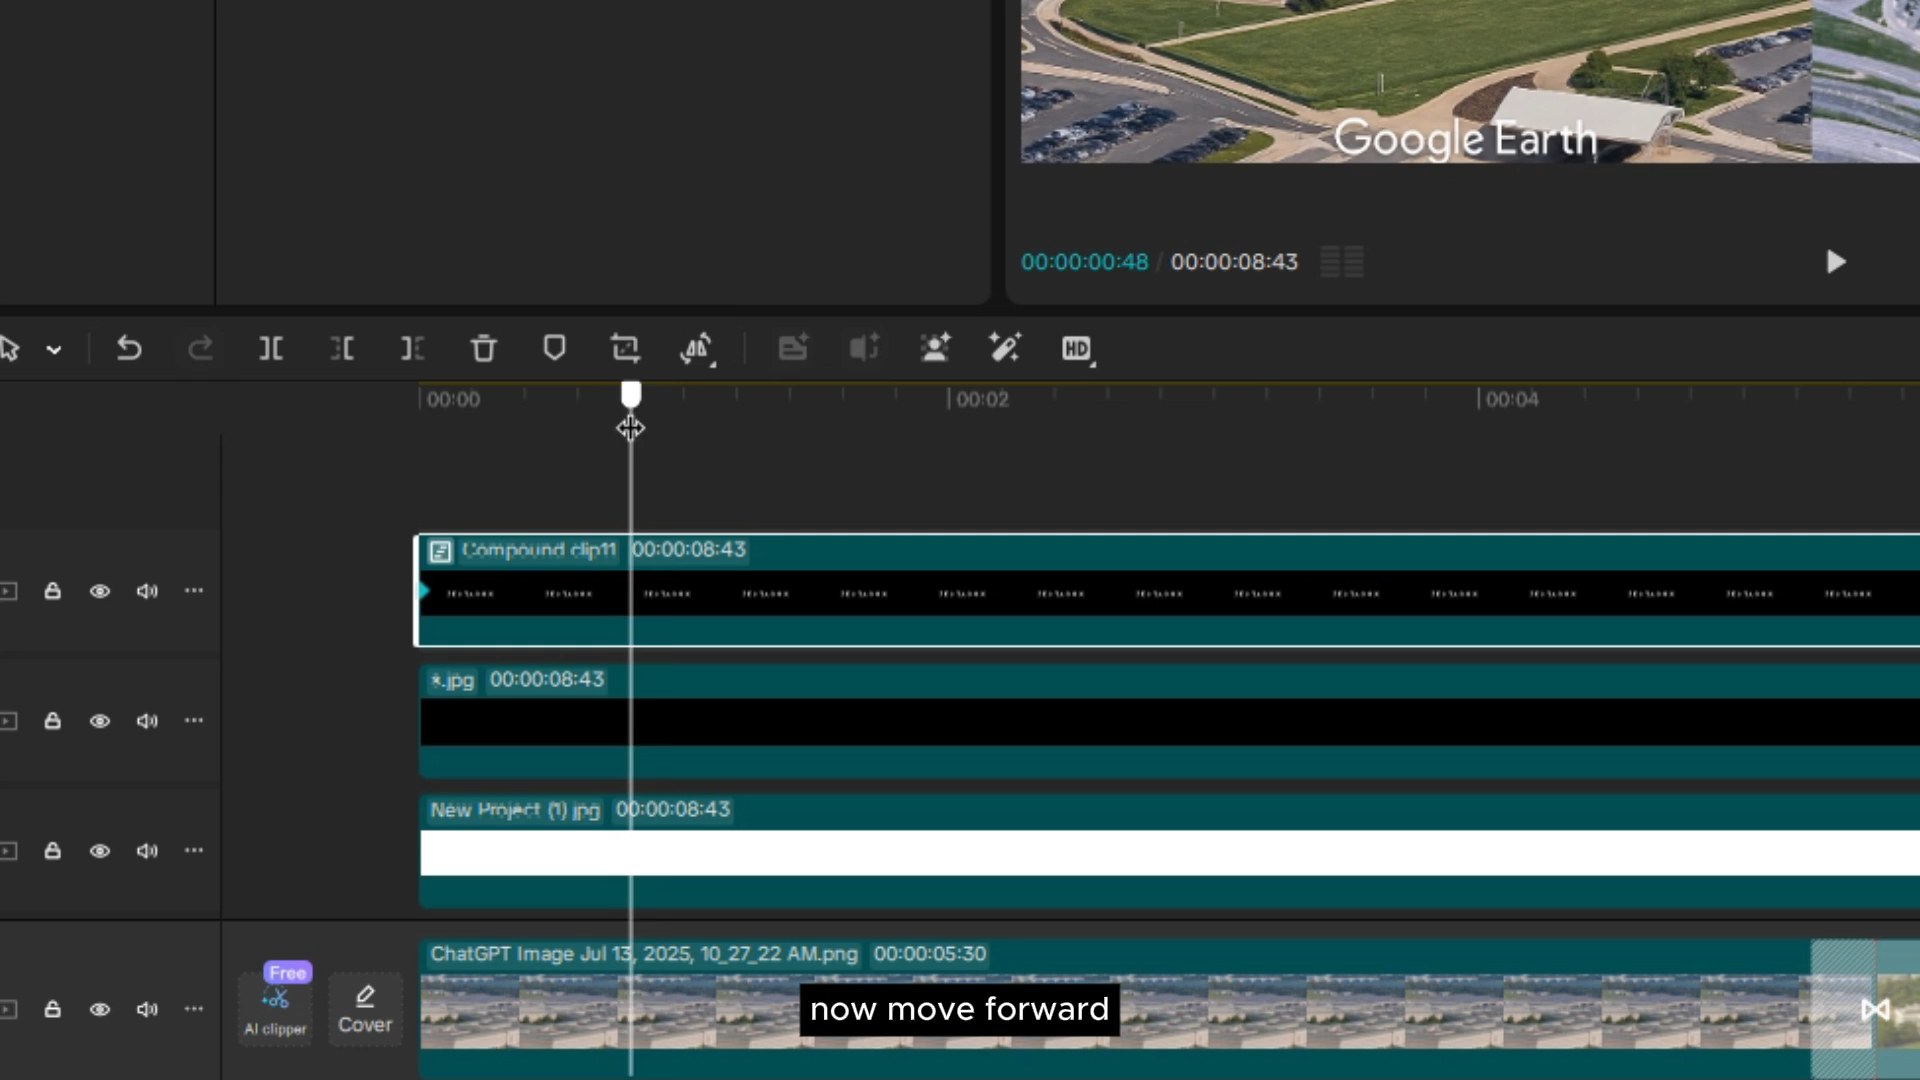 Google Earth
00:00:00:48 / 00:00:08:43
HD
00:00
00:02
00:04
Compound clip11 00:00:08:43
*.jpg 00:00:08:43
New Project (1).jpg 00:00:08:43
ChatGPT Image Jul 13, 2025, 10_27_22 AM.png 00:00:05:30
Free
AI clipper
Cover
now move forward